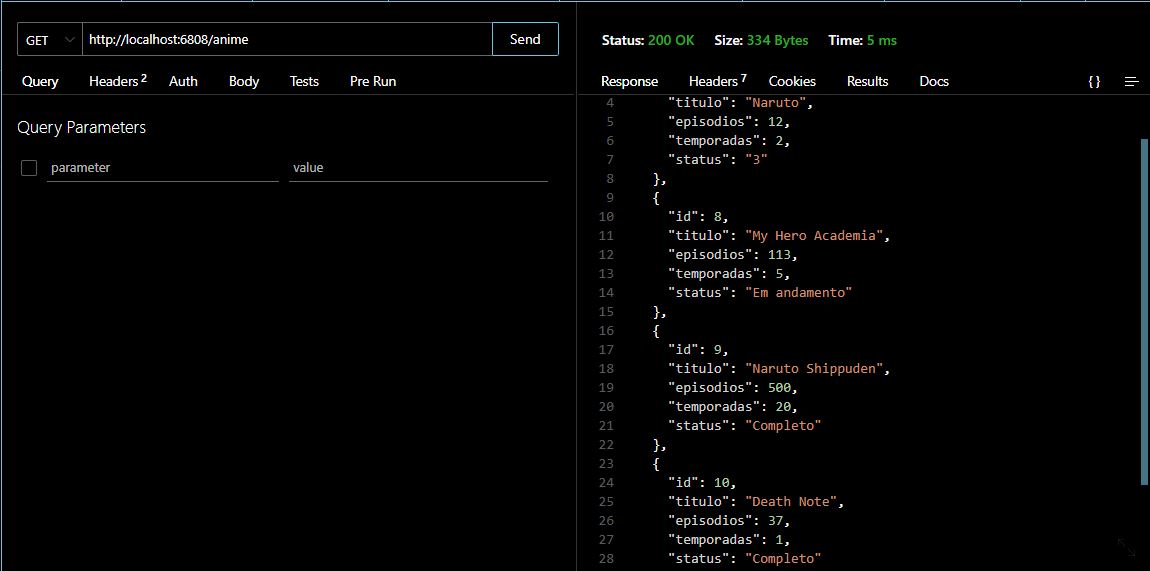 GET http://localhost:6808/anime Send
Query Headers 2 Auth Body Tests Pre Run
Query Parameters
parameter value
Status: 200 OK Size: 334 Bytes Time: 5 ms
Response Headers 7 Cookies Results Docs {}
4 "titulo": "Naruto",
5 "episodios": 12,
6 "temporadas": 2,
7 "status": "3"
8 },
9 {
10 "id": 8,
11 "titulo": "My Hero Academia",
12 "episodios": 113,
13 "temporadas": 5,
14 "status": "Em andamento"
15 },
16 {
17 "id": 9,
18 "titulo": "Naruto Shippuden",
19 "episodios": 500,
20 "temporadas": 20,
21 "status": "Completo"
22 },
23 {
24 "id": 10,
25 "titulo": "Death Note",
26 "episodios": 37,
27 "temporadas": 1,
28 "status": "Completo"